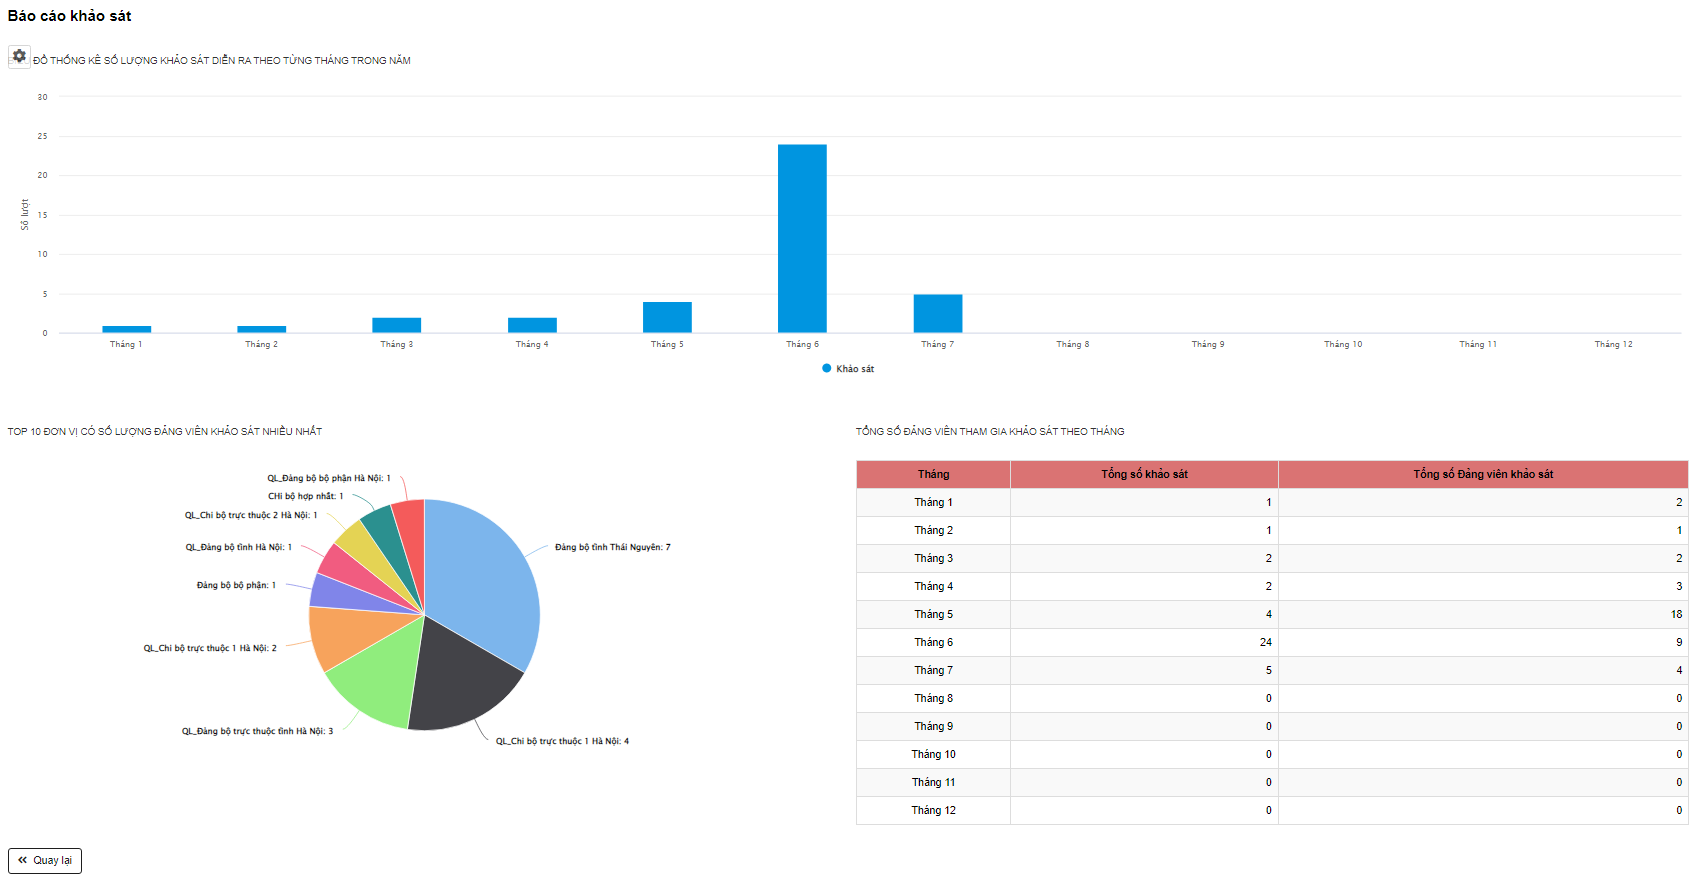 Báo cáo khảo sát
ĐỒ THỐNG KÊ SỐ LƯỢNG KHẢO SÁT DIỄN RA THEO TỪNG THÁNG TRONG NĂM
30
25
20
15
10
5
0
Số lượt
Tháng 1 Tháng 2 Tháng 3 Tháng 4 Tháng 5 Tháng 6 Tháng 7 Tháng 8 Tháng 9 Tháng 10 Tháng 11 Tháng 12
Khảo sát
TOP 10 ĐƠN VỊ CÓ SỐ LƯỢNG ĐẢNG VIÊN KHẢO SÁT NHIỀU NHẤT
QL_Đảng bộ bộ phận Hà Nội: 1
CHi bộ hợp nhất: 1
QL_Chi bộ trực thuộc 2 Hà Nội: 1
QL_Đảng bộ tỉnh Hà Nội: 1
Đảng bộ tỉnh Thái Nguyên: 7
Đảng bộ bộ phận: 1
QL_Chi bộ trực thuộc 1 Hà Nội: 2
QL_Đảng bộ trực thuộc tỉnh Hà Nội: 3
QL_Chi bộ trực thuộc 1 Hà Nội: 4
TỔNG SỐ ĐẢNG VIÊN THAM GIA KHẢO SÁT THEO THÁNG
Tháng Tổng số khảo sát Tổng số Đảng viên khảo sát
Tháng 1 1 2
Tháng 2 1 1
Tháng 3 2 2
Tháng 4 2 3
Tháng 5 4 18
Tháng 6 24 9
Tháng 7 5 4
Tháng 8 0 0
Tháng 9 0 0
Tháng 10 0 0
Tháng 11 0 0
Tháng 12 0 0
Quay lại